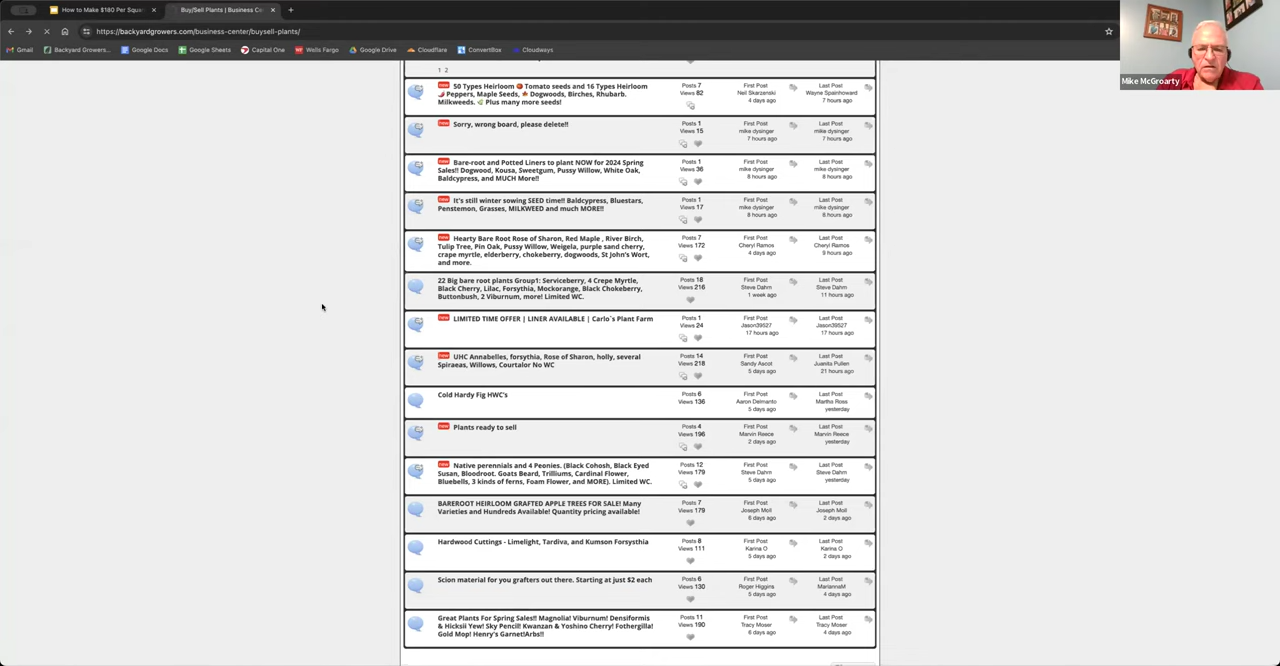 How to Make $180 Per Squar
Buy/Sell Plants | Business Ce
https://backyardgrowers.com/business-center/buysell-plants/
Gmail
Backyard Growers...
Google Docs
Google Sheets
Capital One
Wells Fargo
Google Drive
Cloudflare
ConvertBox
Cloudways
Mike McGroarty
1 2
new 50 Types Heirloom Tomato seeds and 16 Types Heirloom
Peppers, Maple Seeds, Dogwoods, Birches, Rhubarb.
Milkweeds. Plus many more seeds!
Posts 7
Views 82
First Post
Neil Skarzanski
4 days ago
Last Post
Wayne Spainhoward
7 hours ago
new Sorry, wrong board, please delete!!
Posts 1
Views 15
First Post
mike dysinger
7 hours ago
Last Post
mike dysinger
7 hours ago
new Bare-root and Potted Liners to plant NOW for 2024 Spring
Sales!! Dogwood, Kousa, Sweetgum, Pussy Willow, White Oak,
Baldcypress, and MUCH More!!
Posts 1
Views 36
First Post
mike dysinger
8 hours ago
Last Post
mike dysinger
8 hours ago
new It's still winter sowing SEED time!! Baldcypress, Bluestars,
Penstemon, Grasses, MILKWEED and much MORE!!
Posts 1
Views 17
First Post
mike dysinger
8 hours ago
Last Post
mike dysinger
8 hours ago
new Hearty Bare Root Rose of Sharon, Red Maple , River Birch,
Tulip Tree, Pin Oak, Pussy Willow, Weigela, purple sand cherry,
crape myrtle, elderberry, chokeberry, dogwoods, St John's Wort,
and more.
Posts 7
Views 172
First Post
Cheryl Ramos
4 days ago
Last Post
Cheryl Ramos
9 hours ago
22 Big bare root plants Group1: Serviceberry, 4 Crepe Myrtle,
Black Cherry, Lilac, Forsythia, Mockorange, Black Chokeberry,
Buttonbush, 2 Viburnum, more! Limited WC.
Posts 18
Views 216
First Post
Steve Dahm
1 week ago
Last Post
Steve Dahm
11 hours ago
new LIMITED TIME OFFER | LINER AVAILABLE | Carlo`s Plant Farm
Posts 1
Views 24
First Post
Jason39527
17 hours ago
Last Post
Jason39527
17 hours ago
new UHC Annabelles, forsythia, Rose of Sharon, holly, several
Spiraeas, Willows, Courtalor No WC
Posts 14
Views 218
First Post
Sandy Ascot
5 days ago
Last Post
Juanita Pullen
21 hours ago
Cold Hardy Fig HWC's
Posts 6
Views 136
First Post
Aaron Delmanto
5 days ago
Last Post
Martha Ross
yesterday
new Plants ready to sell
Posts 4
Views 196
First Post
Marvin Reece
2 days ago
Last Post
Marvin Reece
yesterday
new Native perennials and 4 Peonies. (Black Cohosh, Black Eyed
Susan, Bloodroot. Goats Beard, Trilliums, Cardinal Flower,
Bluebells, 3 kinds of ferns, Foam Flower, and MORE). Limited WC.
Posts 12
Views 179
First Post
Steve Dahm
5 days ago
Last Post
Steve Dahm
yesterday
BAREROOT HEIRLOOM GRAFTED APPLE TREES FOR SALE! Many
Varieties and Hundreds Available! Quantity pricing available!
Posts 7
Views 179
First Post
Joseph Moll
6 days ago
Last Post
Joseph Moll
2 days ago
Hardwood Cuttings - Limelight, Tardiva, and Kumson Forsysthia
Posts 8
Views 111
First Post
Karina O
5 days ago
Last Post
Karina O
2 days ago
Scion material for you grafters out there. Starting at just $2 each
Posts 6
Views 130
First Post
Roger Higgins
5 days ago
Last Post
MariannaM
4 days ago
Great Plants For Spring Sales!! Magnolia! Viburnum! Densiformis
& Hicksii Yew! Sky Pencil! Kwanzan & Yoshino Cherry! Fothergilla!
Gold Mop! Henry's Garnet!Arbs!!
Posts 11
Views 190
First Post
Tracy Moser
6 days ago
Last Post
Tracy Moser
4 days ago